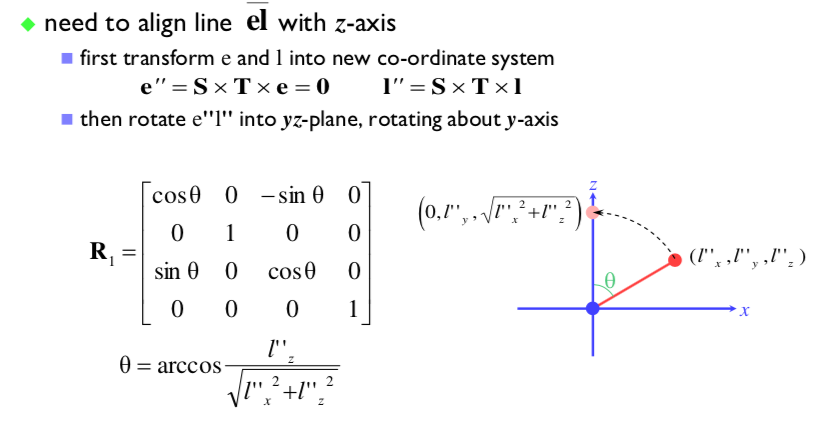 need to align line el with z-axis
first transform e and l into new co-ordinate system
e'' = S × T × e = 0 l'' = S × T × l
then rotate e''l'' into yz-plane, rotating about y-axis
R₁ = [cosθ 0 −sin θ 0
0 1 0 0
sin θ 0 cosθ 0
0 0 0 1]
θ = arccos l''z / √(l''x² + l''z²)
z
(0, l''y, √(l''x² + l''z²))
(l''x, l''y, l''z)
θ
x